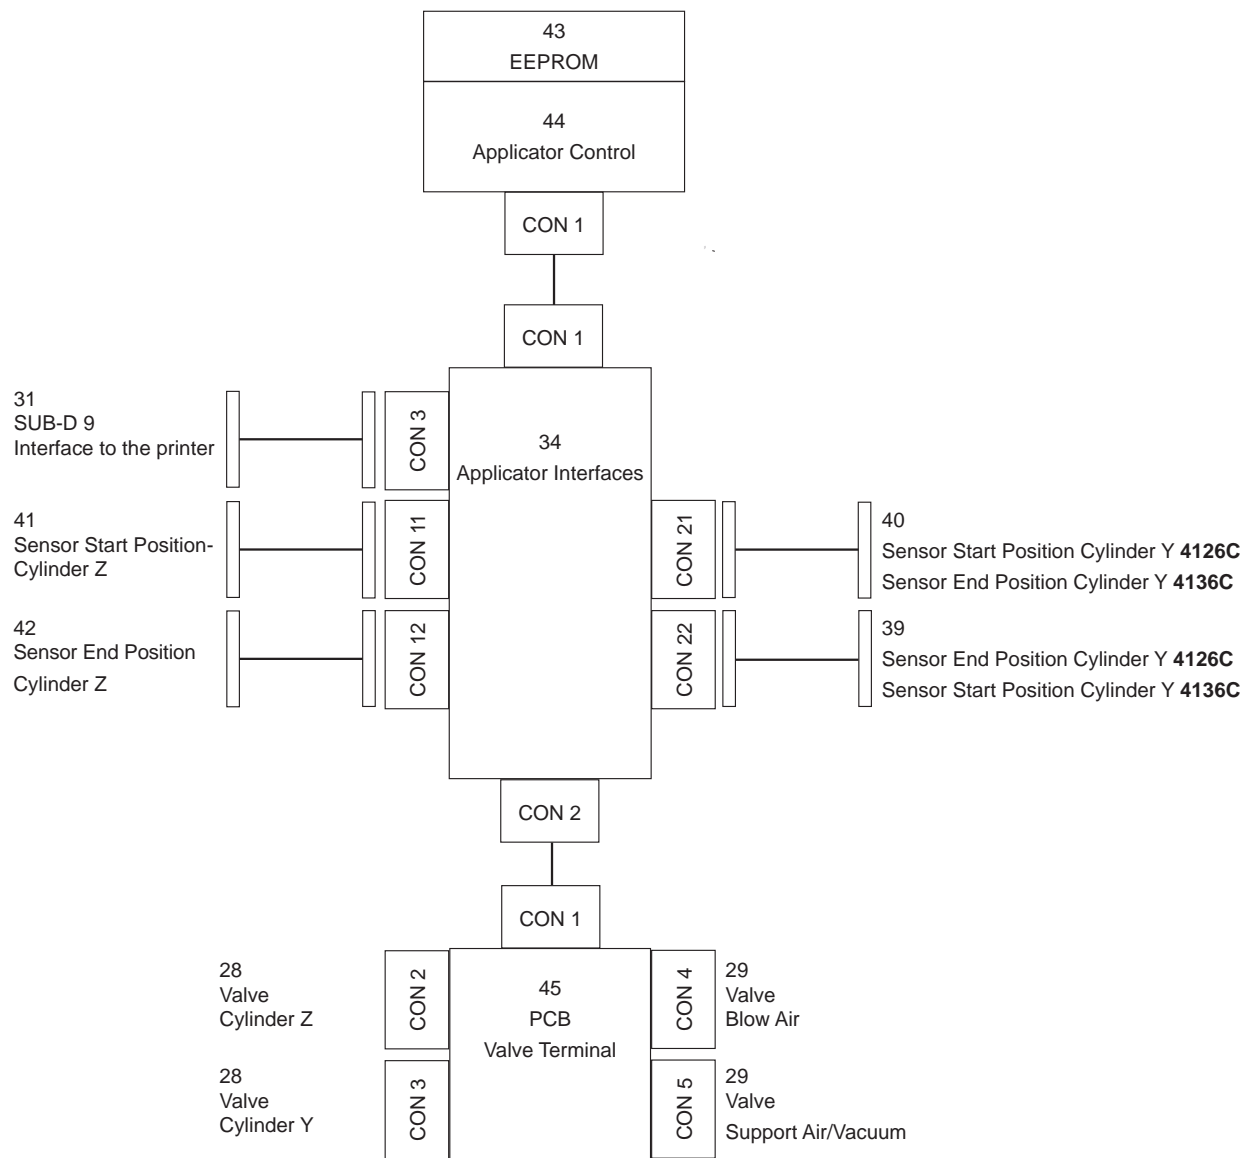 43
EEPROM
44
Applicator Control
CON 1
CON 1
31
SUB-D 9
Interface to the printer
CON 3
34
Applicator Interfaces
41
Sensor Start Position-
Cylinder Z
CON 11
CON 21
40
Sensor Start Position Cylinder Y 4126C
Sensor End Position Cylinder Y 4136C
42
Sensor End Position
Cylinder Z
CON 12
CON 22
39
Sensor End Position Cylinder Y 4126C
Sensor Start Position Cylinder Y 4136C
CON 2
CON 1
28
Valve
Cylinder Z
CON 2
45
PCB
Valve Terminal
CON 4
29
Valve
Blow Air
28
Valve
Cylinder Y
CON 3
CON 5
29
Valve
Support Air/Vacuum